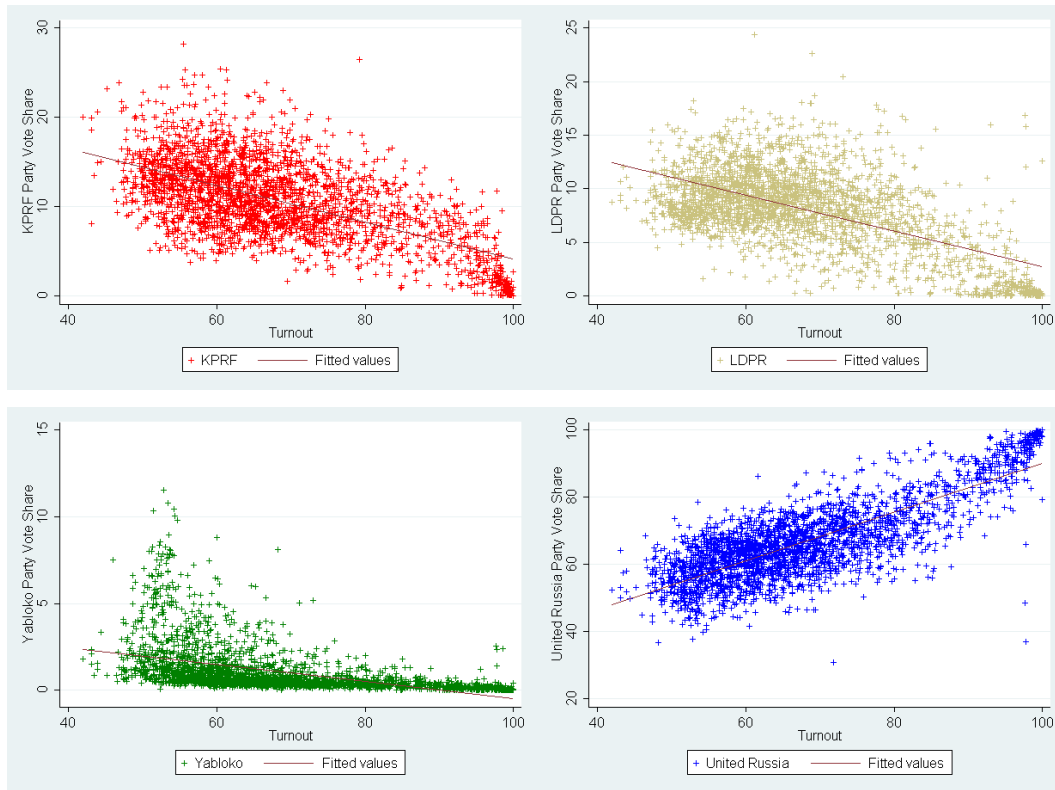 KPRF Party Vote Share
30
20
10
0
40 60 80 100
Turnout
KPRF Fitted values
LDPR Party Vote Share
25
20
15
10
5
0
40 60 80 100
Turnout
LDPR Fitted values
Yabloko Party Vote Share
15
10
5
0
40 60 80 100
Turnout
Yabloko Fitted values
United Russia Party Vote Share
100
80
60
40
20
40 60 80 100
Turnout
United Russia Fitted values